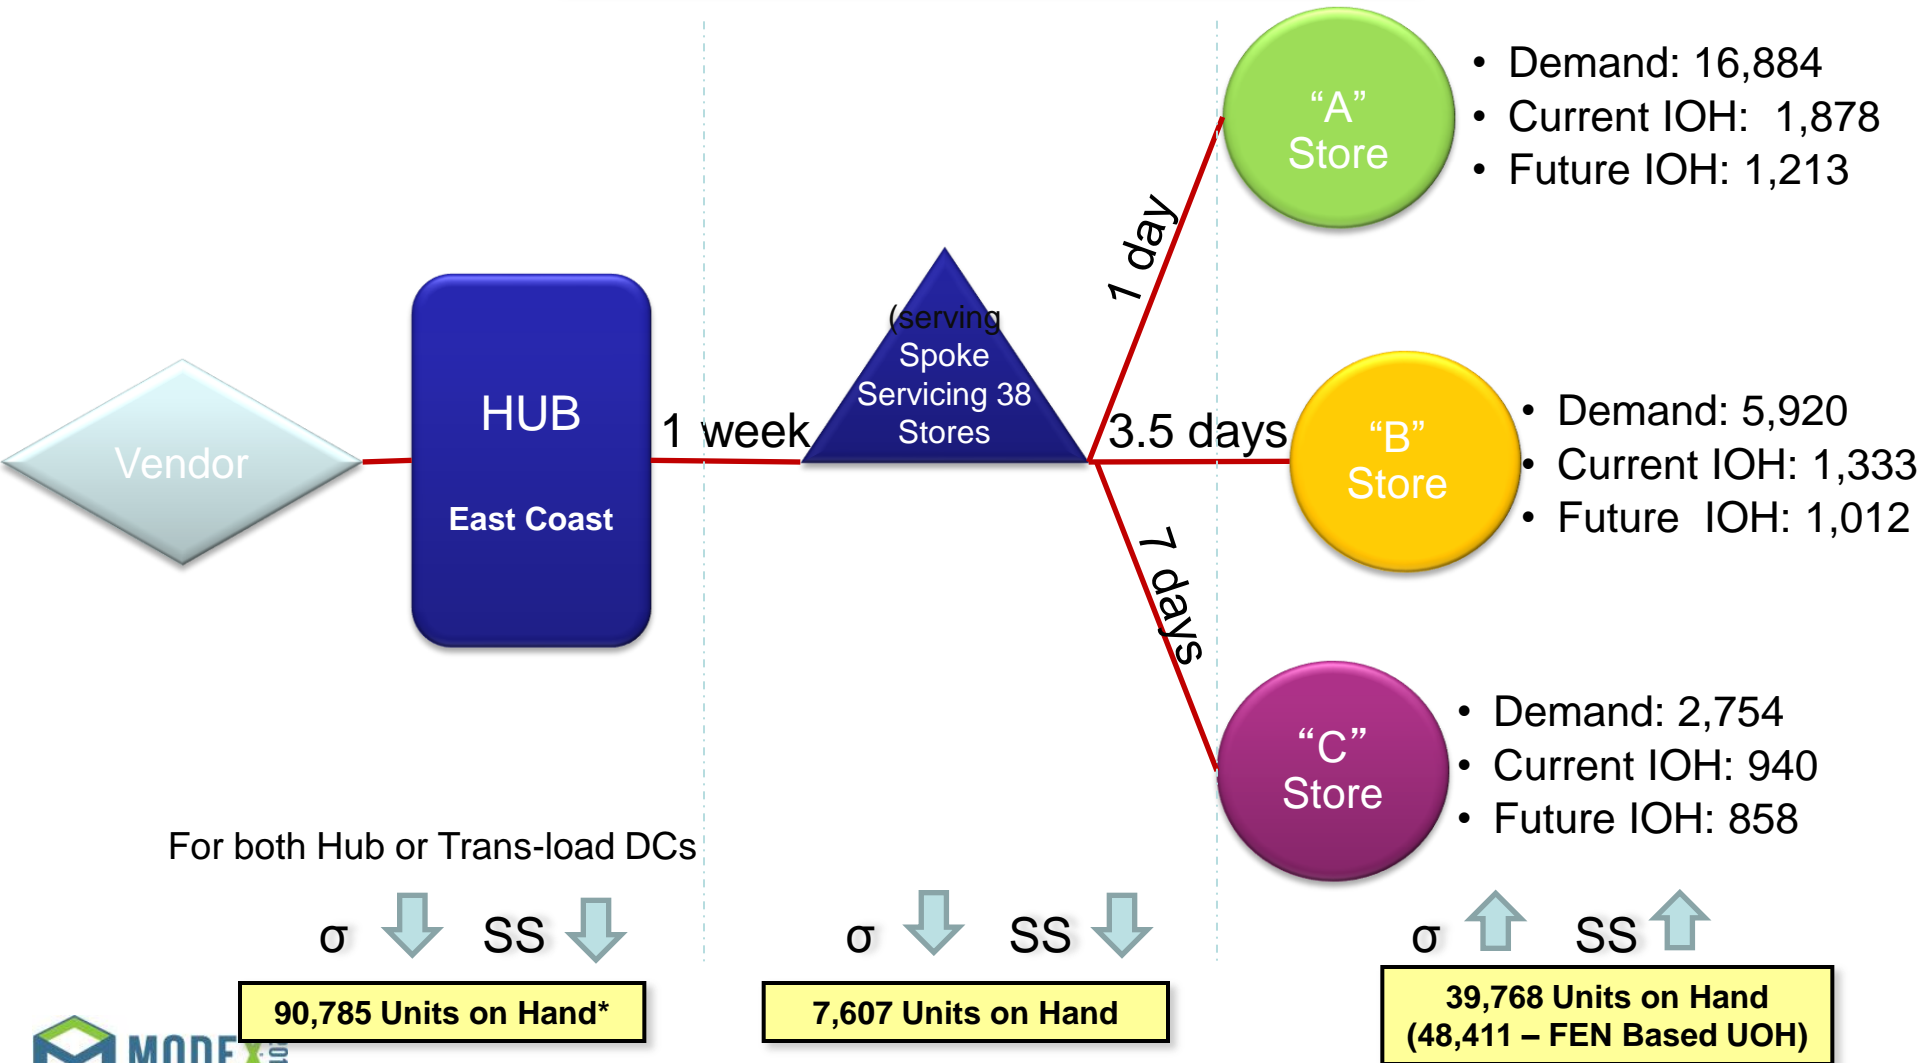 "A"
Store
• Demand: 16,884
• Current IOH: 1,878
• Future IOH: 1,213
1 day
(serving
Spoke
Servicing 38
Stores
HUB
East Coast
1 week
Vendor
3.5 days
"B"
Store
• Demand: 5,920
• Current IOH: 1,333
• Future IOH: 1,012
7 days
"C"
Store
• Demand: 2,754
• Current IOH: 940
• Future IOH: 858
For both Hub or Trans-load DCs
σ SS
σ SS
σ SS
90,785 Units on Hand*
7,607 Units on Hand
39,768 Units on Hand
(48,411 – FEN Based UOH)
MODEX